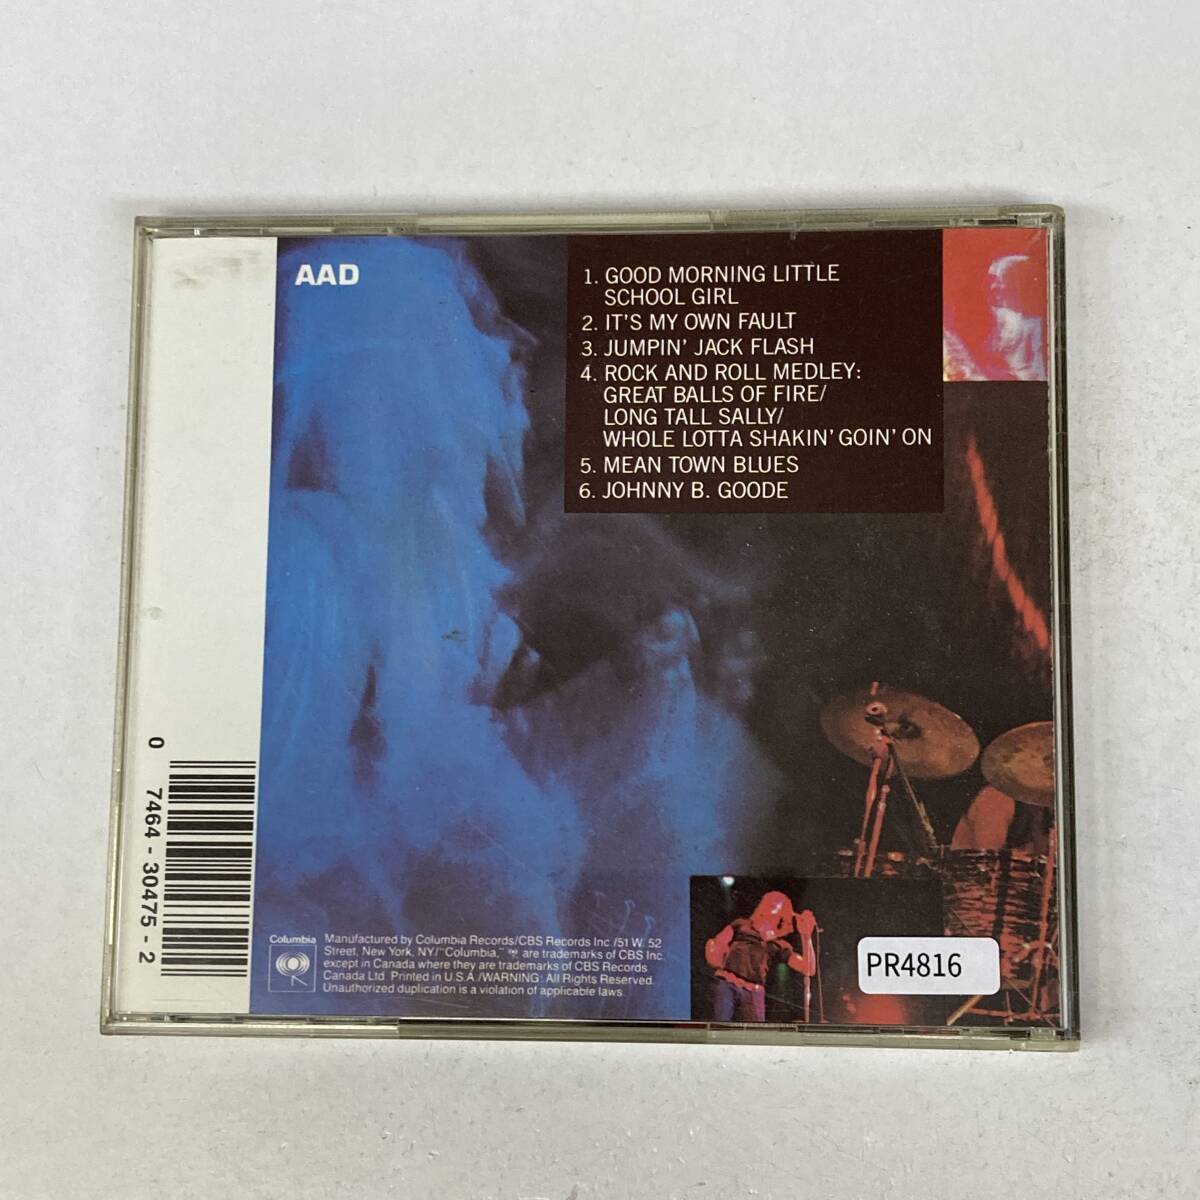 AAD
1. GOOD MORNING LITTLE
SCHOOL GIRL
2. IT'S MY OWN FAULT
3. JUMPIN' JACK FLASH
4. ROCK AND ROLL MEDLEY:
GREAT BALLS OF FIRE/
LONG TALL SALLY/
WHOLE LOTTA SHAKIN' GOIN' ON
5. MEAN TOWN BLUES
6. JOHNNY B. GOODE
0 7464-30475-2
Columbia
Manufactured by Columbia Records/CBS Records Inc./51 W. 52
Street, New York, NY/"Columbia," are trademarks of CBS Inc.
except in Canada where they are trademarks of CBS Records
Canada Ltd. Printed in U.S.A./WARNING: All Rights Reserved.
Unauthorized duplication is a violation of applicable laws.
PR4816